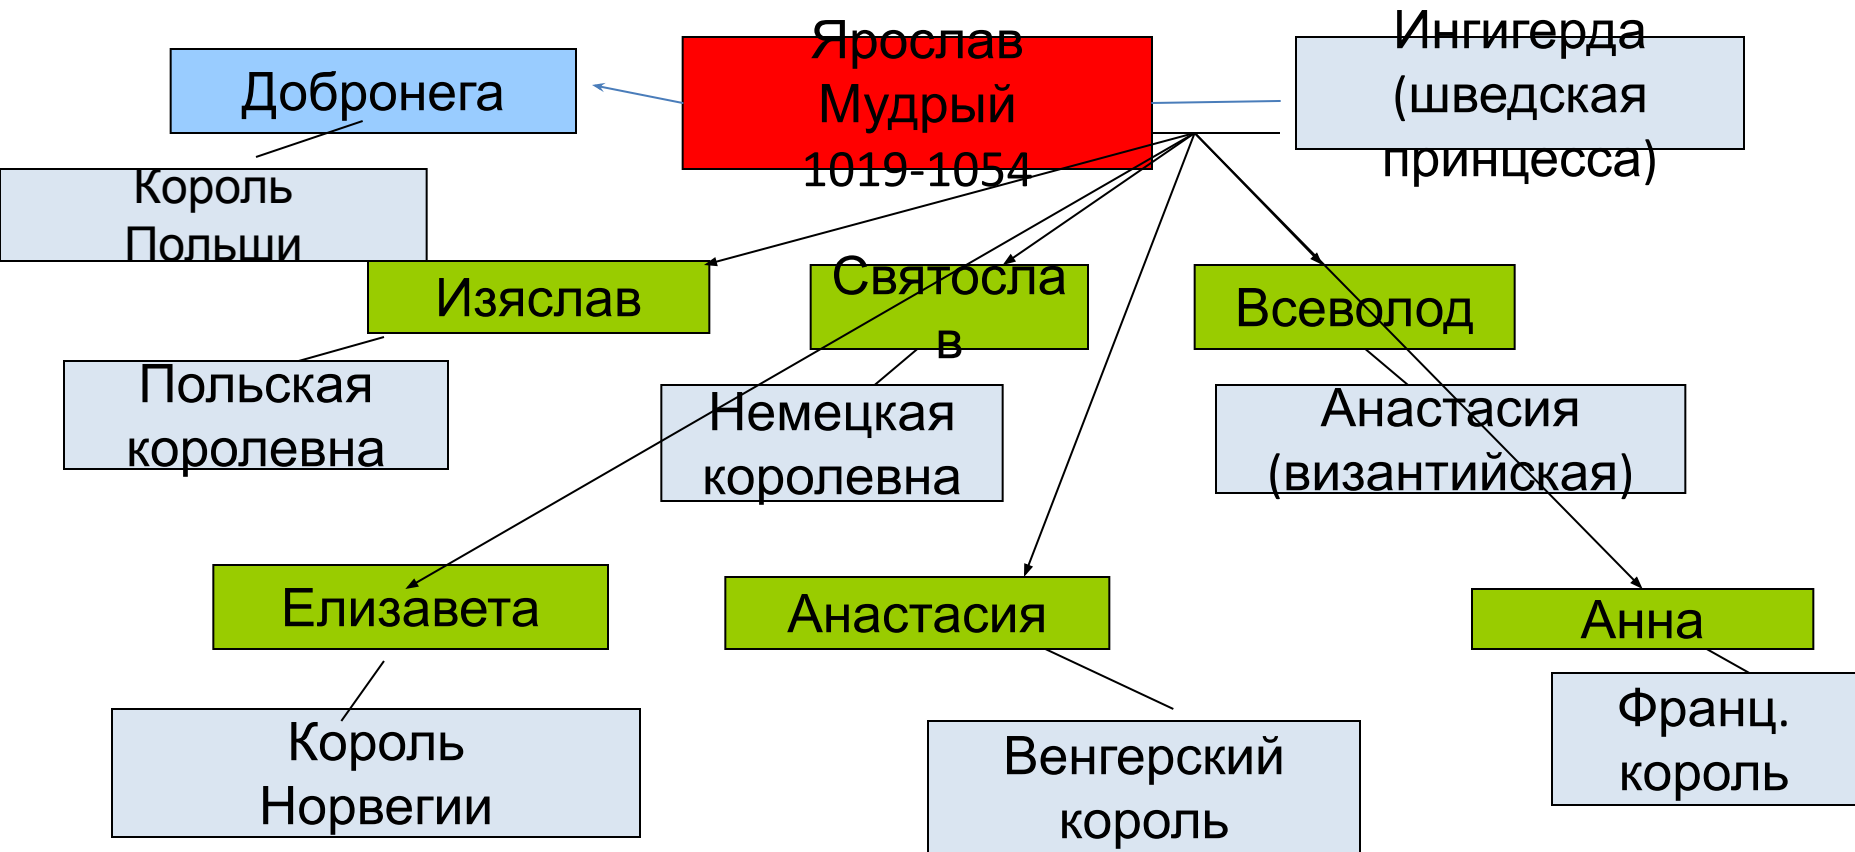 Добронега
Ярослав
Мудрый
1019-1054
Ингигерда
(шведская
принцесса)
Король
Польши
Изяслав
Святосла
в
Всеволод
Польская
королевна
Немецкая
королевна
Анастасия
(византийская)
Елизавета
Анастасия
Анна
Король
Норвегии
Венгерский
король
Франц.
король